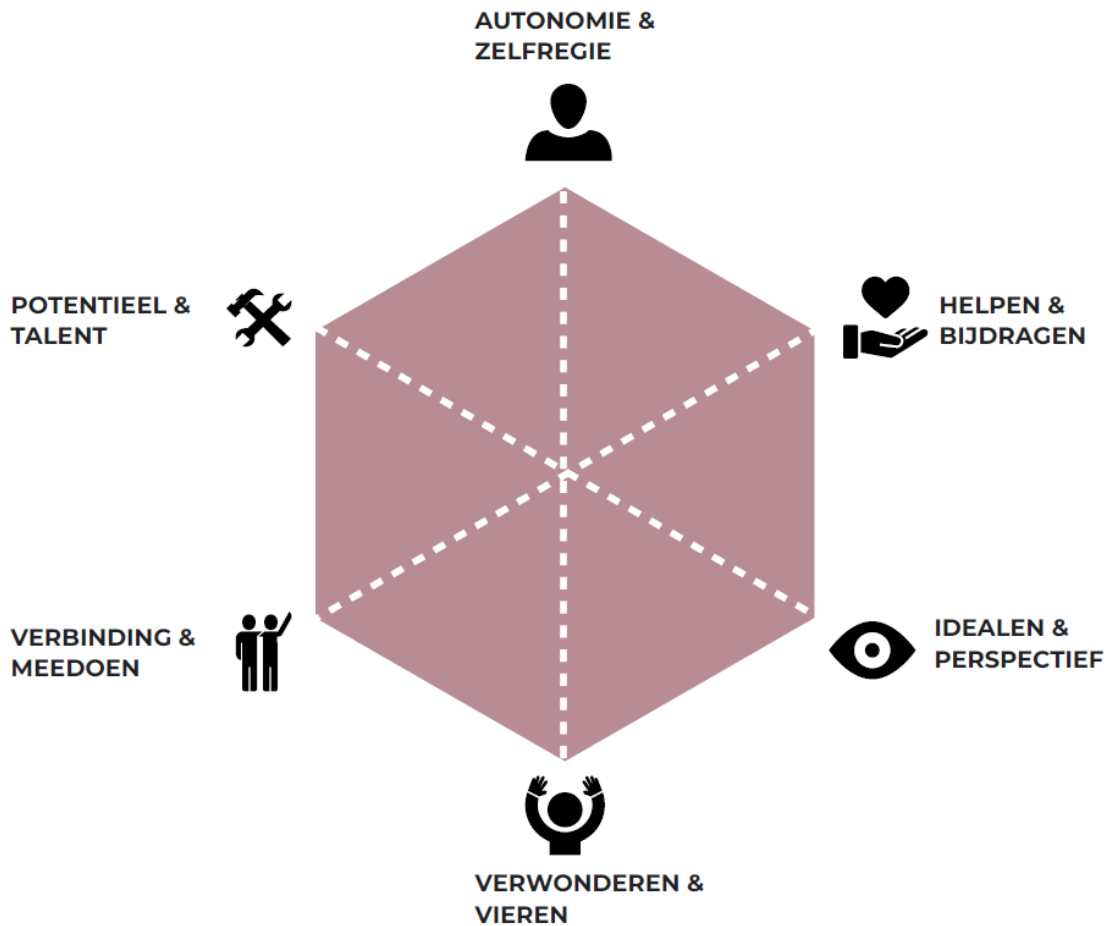 AUTONOMIE &
ZELFREGIE
POTENTIEEL &
TALENT
HELPEN &
BIJDRAGEN
VERBINDING &
MEEDOEN
IDEALEN &
PERSPECTIEF
VERWONDEREN &
VIEREN